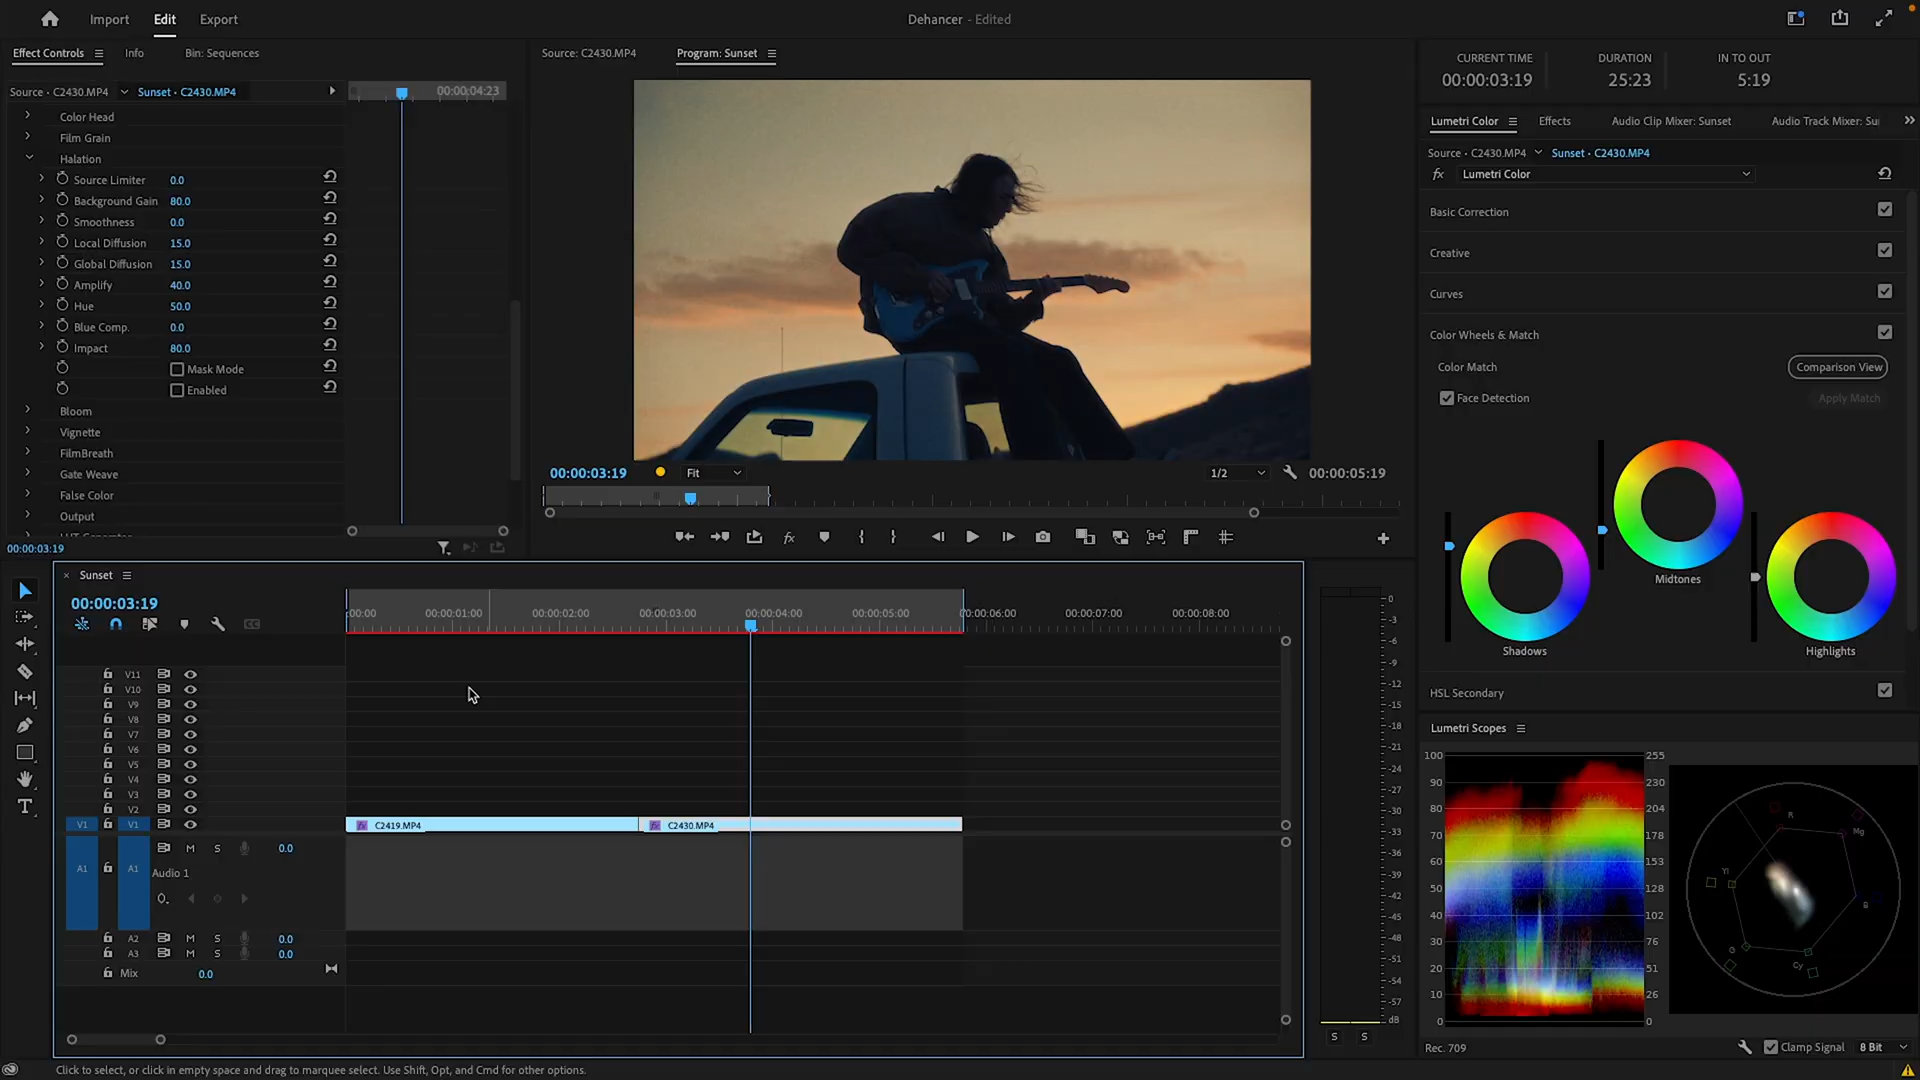 Import Edit Export
Dehancer - Edited
Effect Controls Info Bin: Sequences
Source • C2430.MP4 Sunset • C2430.MP4 00:00:04:23
Color Head
Film Grain
Halation
Source Limiter 0.0
Background Gain 80.0
Smoothness 0.0
Local Diffusion 15.0
Global Diffusion 15.0
Amplify 40.0
Hue 50.0
Blue Comp. 0.0
Impact 80.0
Mask Mode
Enabled
Bloom
Vignette
FilmBreath
Gate Weave
False Color
Output
00:00:03:19
Source: C2430.MP4 Program: Sunset
00:00:03:19 Fit 1/2 00:00:05:19
fx
CURRENT TIME DURATION IN TO OUT
00:00:03:19 25:23 5:19
Lumetri Color Effects Audio Clip Mixer: Sunset Audio Track Mixer: Su
Source • C2430.MP4 Sunset • C2430.MP4
fx Lumetri Color
Basic Correction
Creative
Curves
Color Wheels & Match
Color Match Comparison View
Face Detection Apply Match
Midtones
Shadows Highlights
HSL Secondary
Sunset
00:00:03:19
:00:00 00:00:01:00 00:00:02:00 00:00:03:00 00:00:04:00 00:00:05:00 00:00:06:00 00:00:07:00 00:00:08:00
V11
V10
V9
V8
V7
V6
V5
V4
V3
V2
V1 V1 fx C2419.MP4 fx C2430.MP4
M S 0.0
A1 A1 Audio 1
A2 M S 0.0
A3 M S 0.0
Mix 0.0
0
-3
-6
-9
-12
-15
-18
-21
-24
-27
-30
-33
-36
-39
-42
-45
-48
-51
-54
-57
dB
S S
Lumetri Scopes
100 255
90 230
80 204
70 178
60 153
50 128
40 102
30 76
20 51
10 26
0 0
R Mg B Cy G Yl
Rec. 709 Clamp Signal 8 Bit
Click to select, or click in empty space and drag to marquee select. Use Shift, Opt, and Cmd for other options.